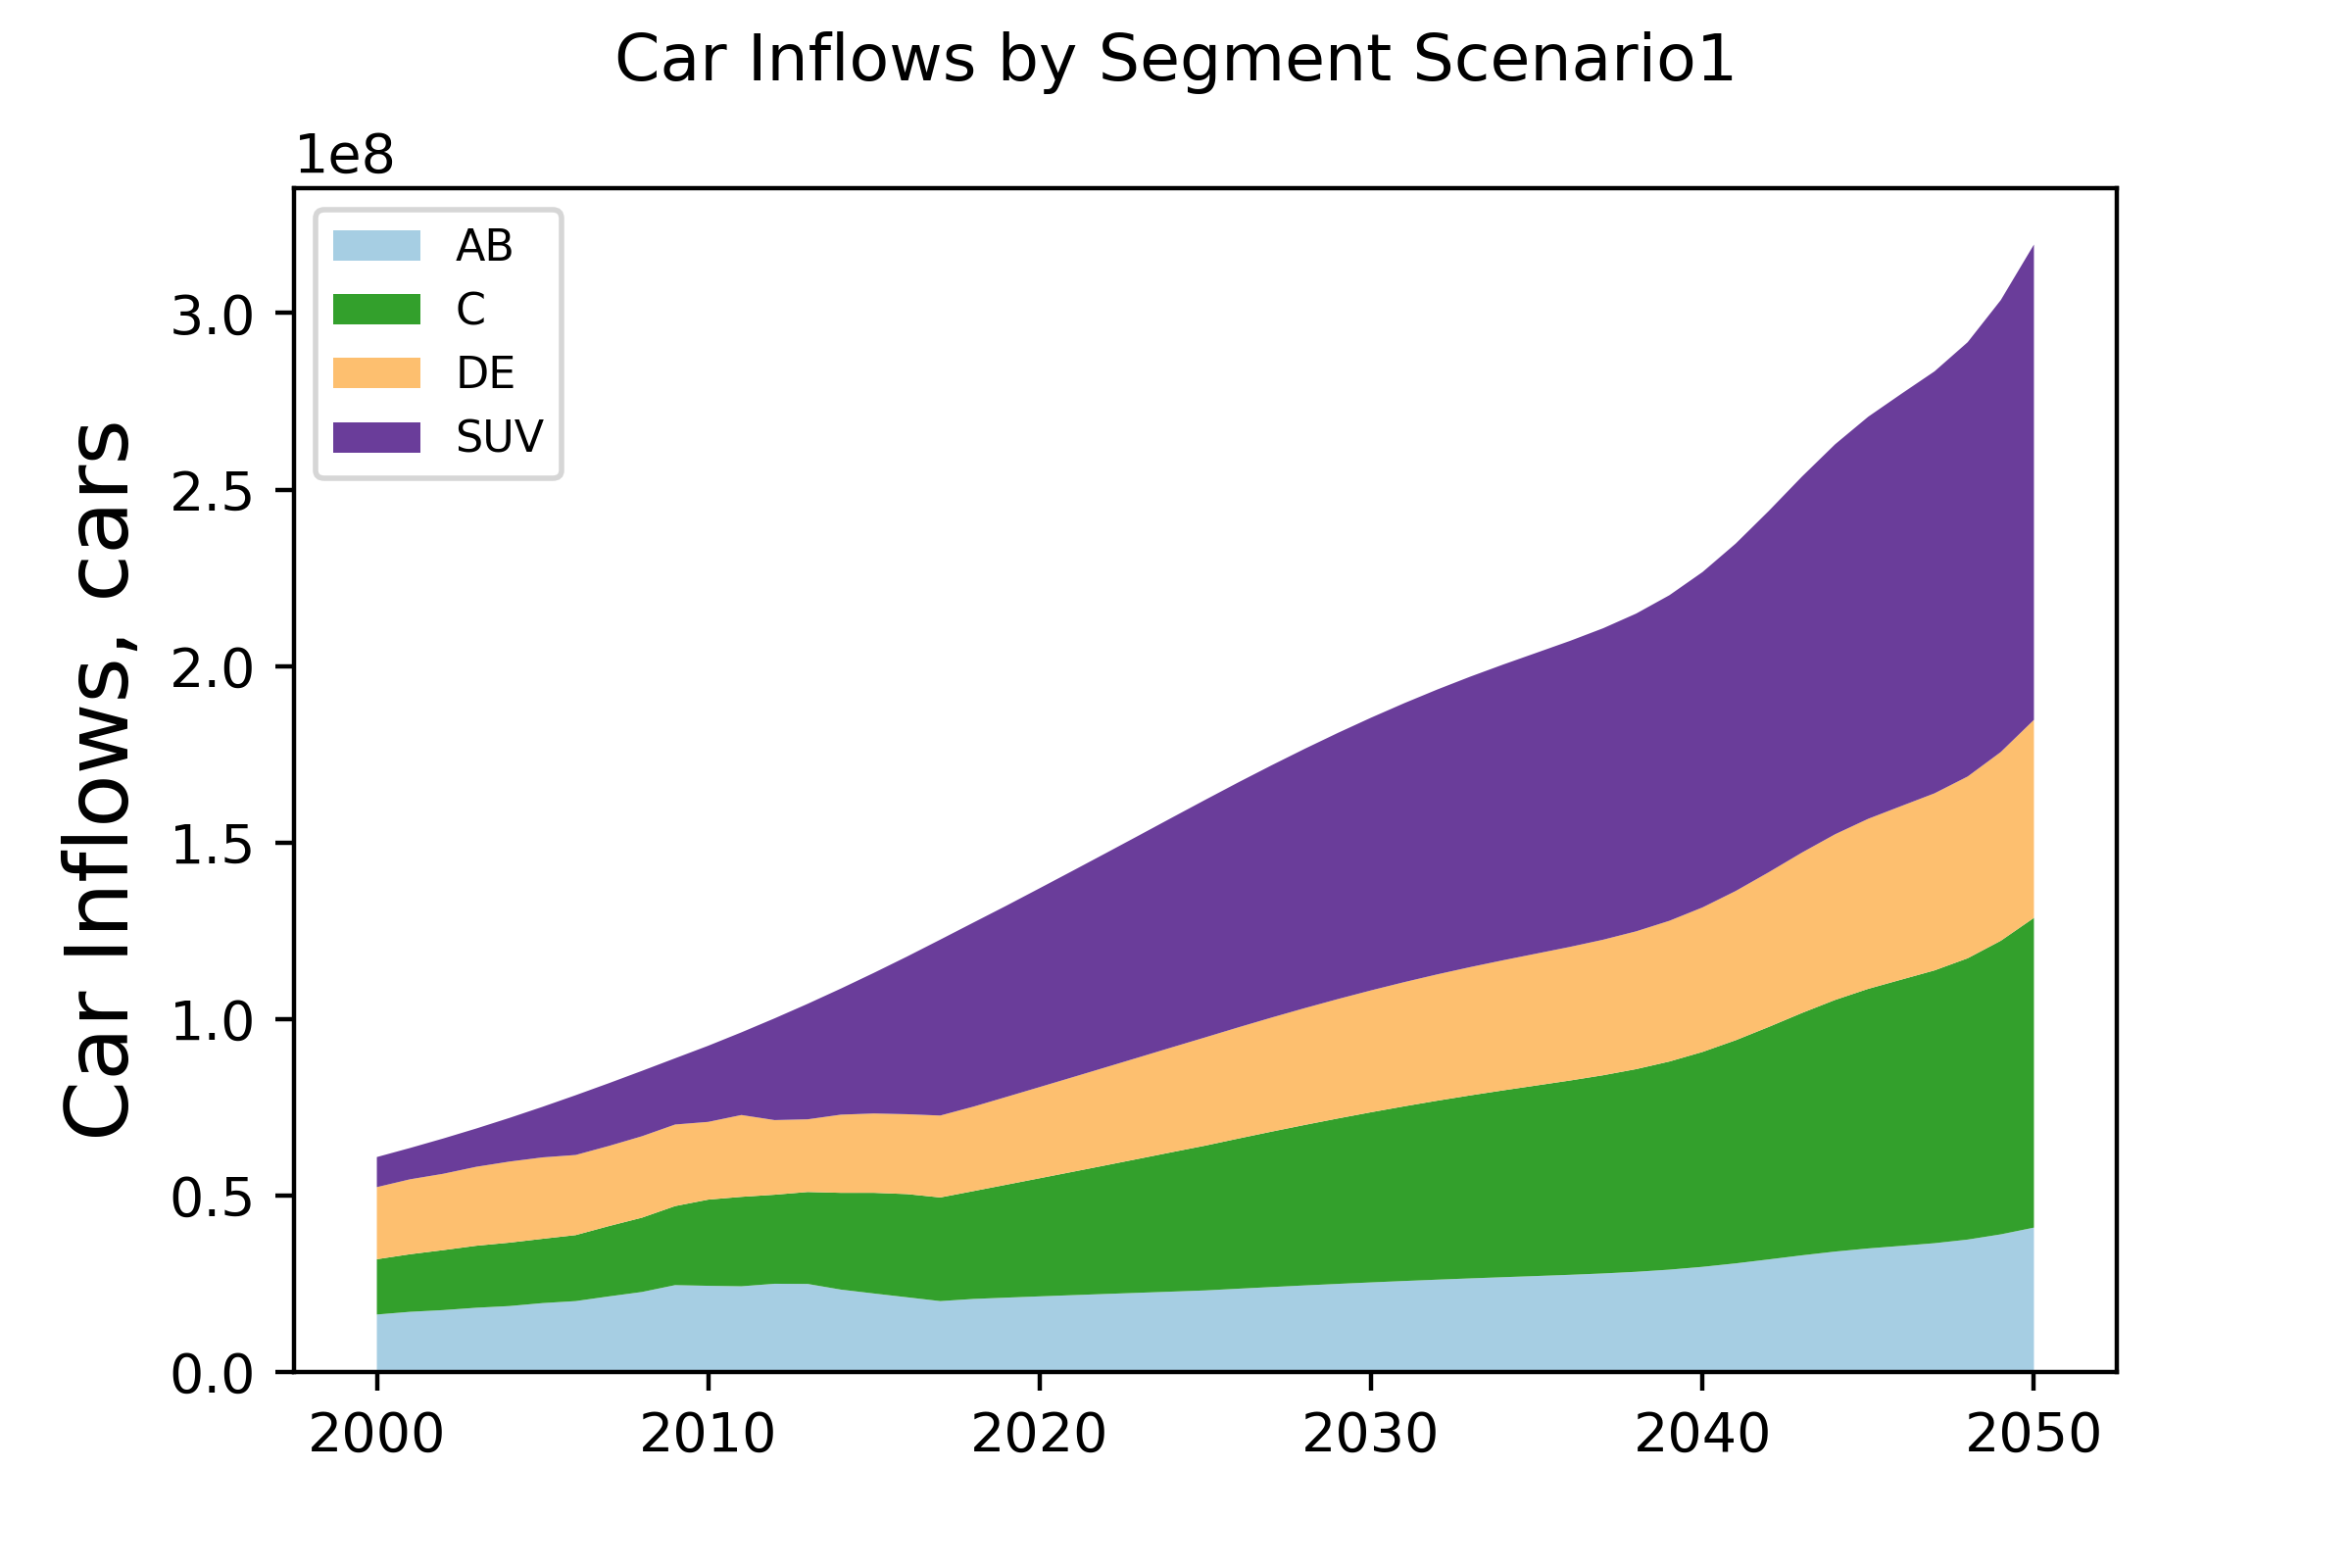 Car Inflows by Segment Scenario1
1e8
AB
C
DE
SUV
Car Inflows, cars
3.0
2.5
2.0
1.5
1.0
0.5
0.0
2000 2010 2020 2030 2040 2050